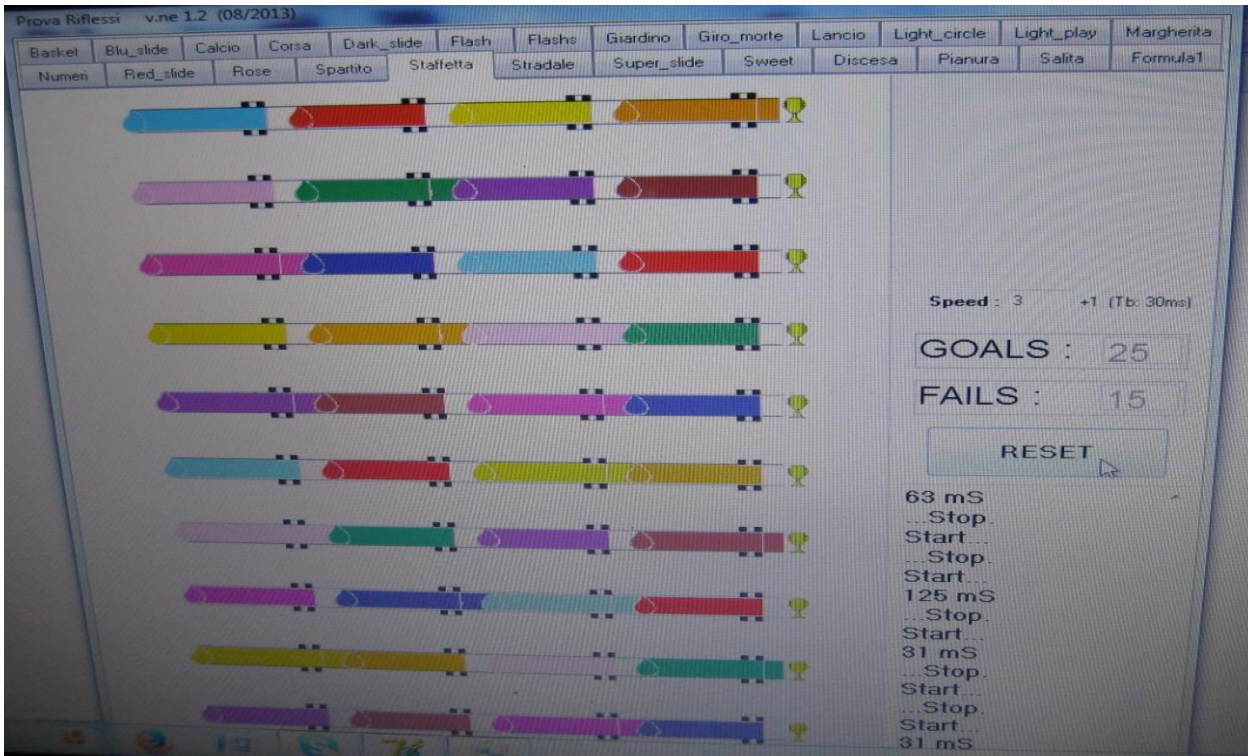 Prova Riflessi v.ne 1.2 (08/2013)
Basket Blu_slide Calcio Corsa Dark_slide Flash Flashs Giardino Giro_morte Lancio Light_circle Light_play Margherita
Numeri Red_slide Rose Spartito Staffetta Stradale Super_slide Sweet Discesa Pianura Salita Formula1
Speed : 3 +1 (Tb: 30ms)
GOALS : 25
FAILS : 15
RESET
63 mS
...Stop.
Start...
...Stop.
Start...
125 mS
...Stop.
Start...
31 mS
...Stop.
Start...
...Stop.
Start...
31 mS